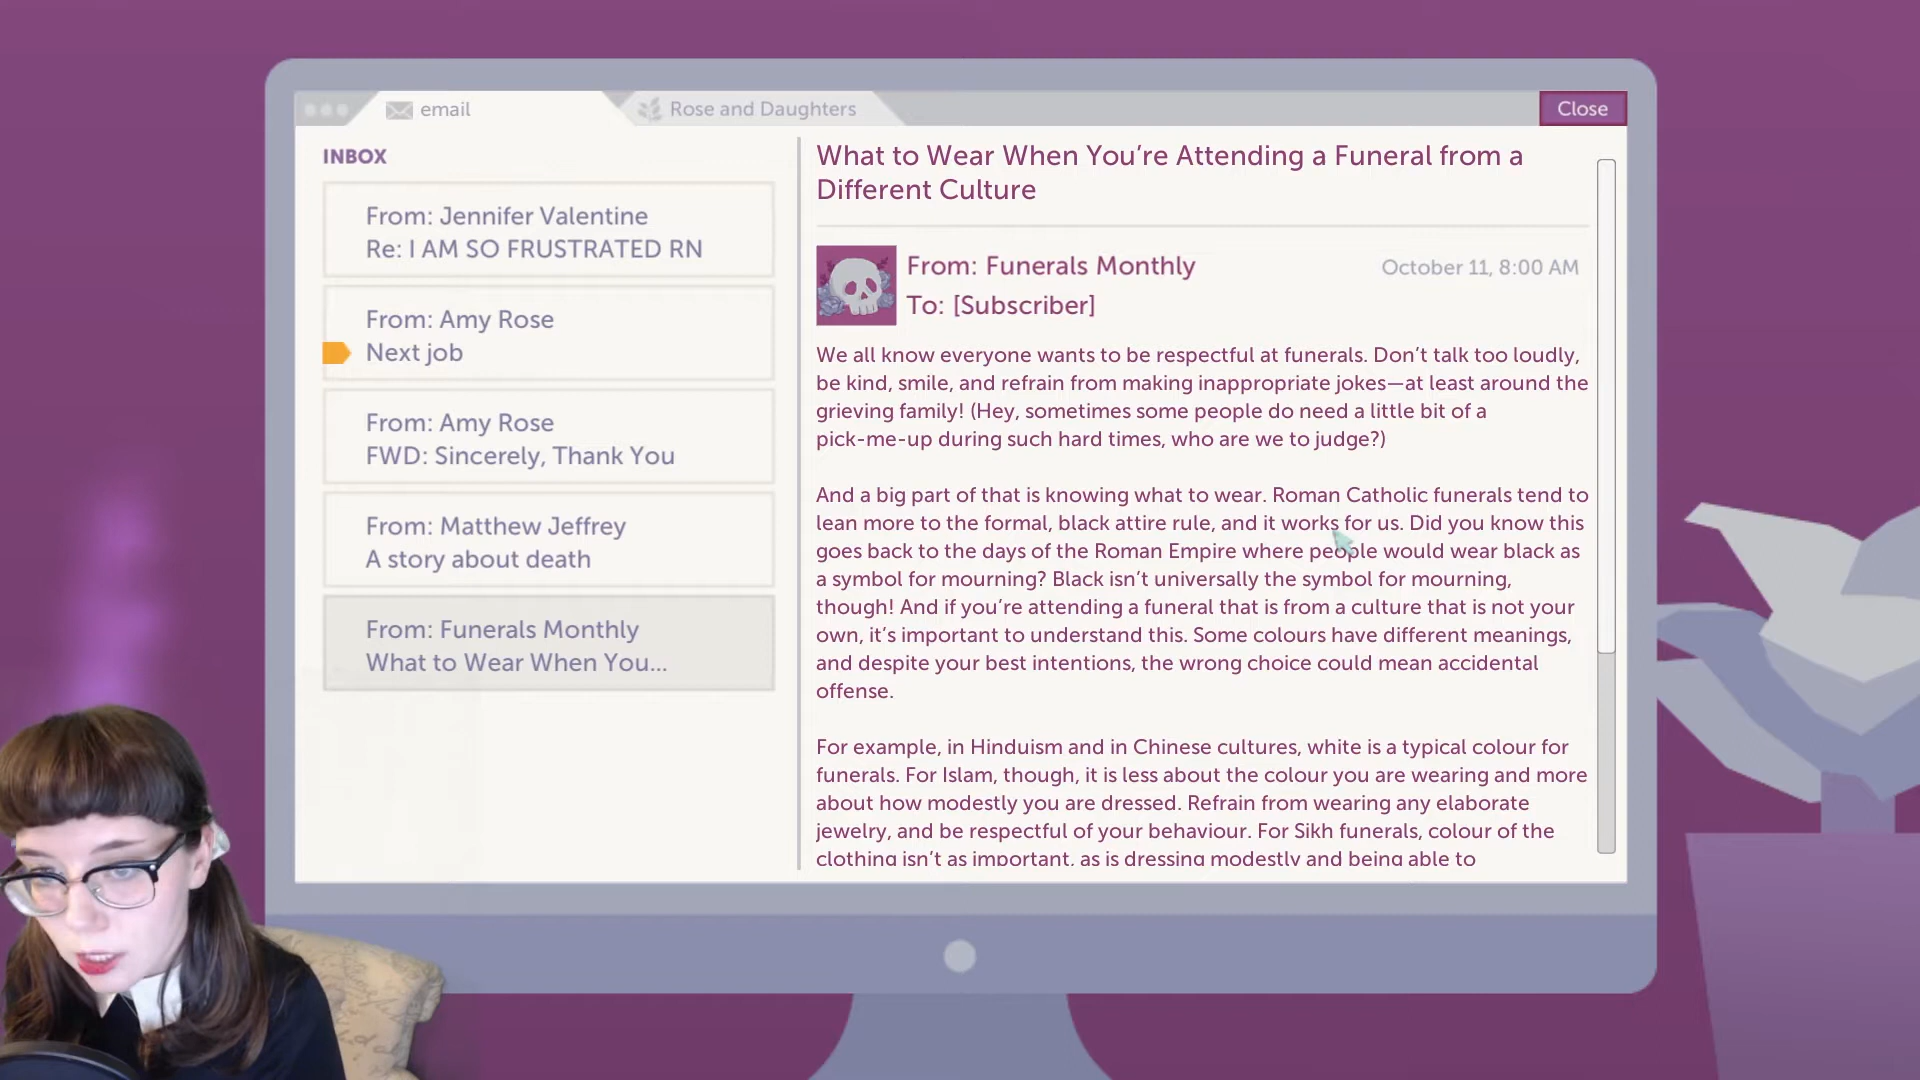 email
Rose and Daughters
Close
INBOX
From: Jennifer Valentine
Re: I AM SO FRUSTRATED RN
From: Amy Rose
Next job
From: Amy Rose
FWD: Sincerely, Thank You
From: Matthew Jeffrey
A story about death
From: Funerals Monthly
What to Wear When You...
What to Wear When You're Attending a Funeral from a
Different Culture
From: Funerals Monthly
October 11, 8:00 AM
To: [Subscriber]
We all know everyone wants to be respectful at funerals. Don't talk too loudly,
be kind, smile, and refrain from making inappropriate jokes—at least around the
grieving family! (Hey, sometimes some people do need a little bit of a
pick-me-up during such hard times, who are we to judge?)
And a big part of that is knowing what to wear. Roman Catholic funerals tend to
lean more to the formal, black attire rule, and it works for us. Did you know this
goes back to the days of the Roman Empire where people would wear black as
a symbol for mourning? Black isn't universally the symbol for mourning,
though! And if you're attending a funeral that is from a culture that is not your
own, it's important to understand this. Some colours have different meanings,
and despite your best intentions, the wrong choice could mean accidental
offense.
For example, in Hinduism and in Chinese cultures, white is a typical colour for
funerals. For Islam, though, it is less about the colour you are wearing and more
about how modestly you are dressed. Refrain from wearing any elaborate
jewelry, and be respectful of your behaviour. For Sikh funerals, colour of the
clothing isn't as important, as is dressing modestly and being able to